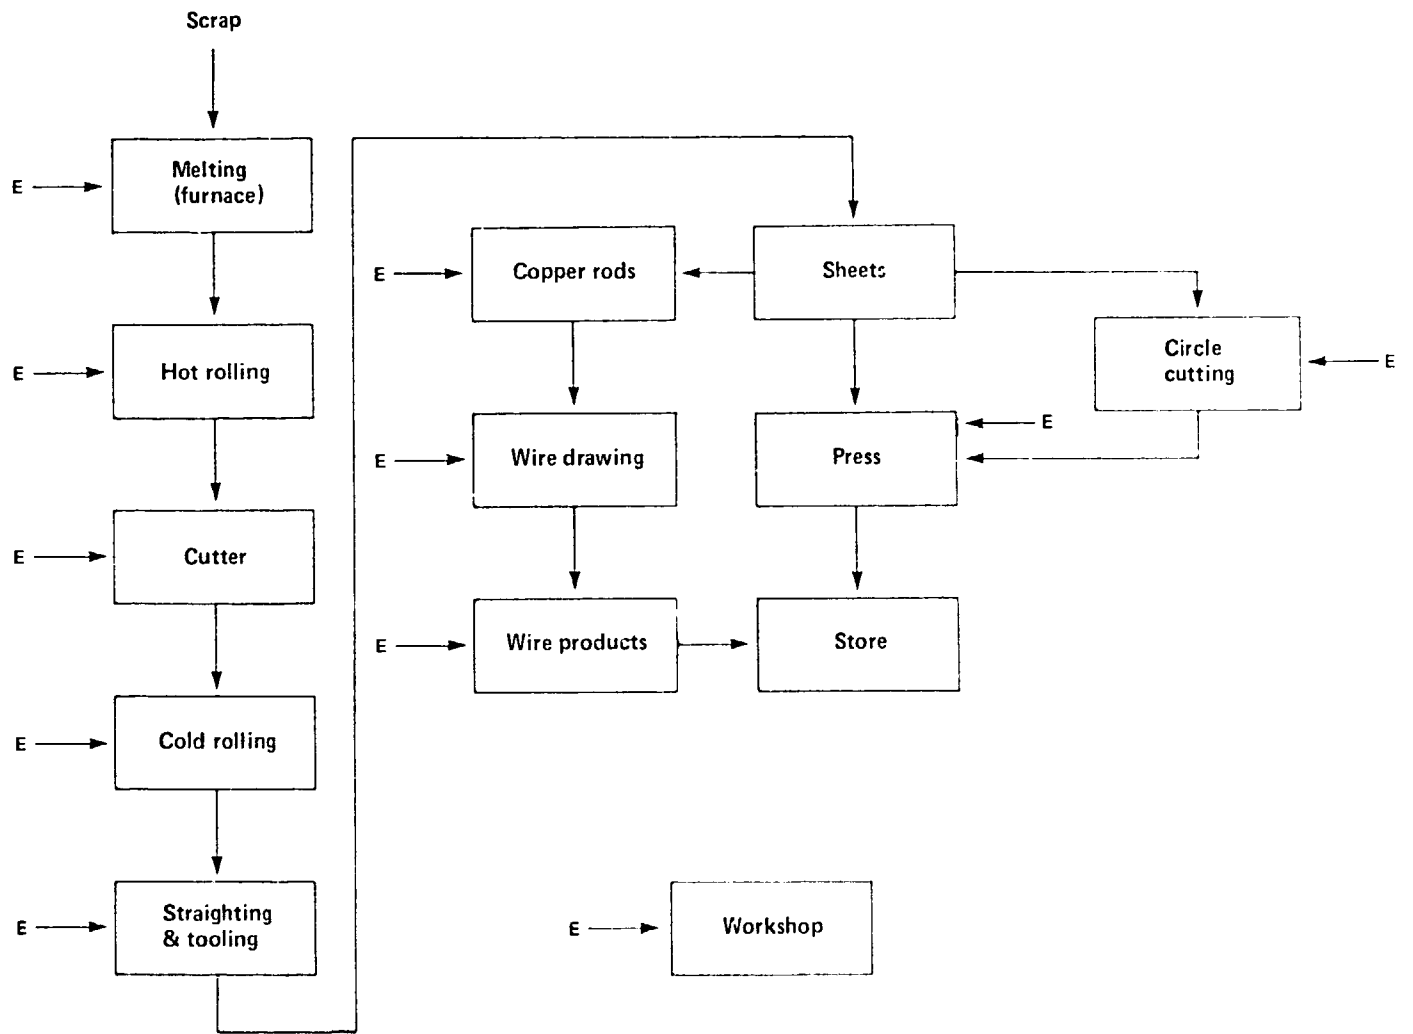 Scrap
E
Melting
(furnace)
E
Hot rolling
E
Cutter
E
Cold rolling
E
Straighting
& tooling
E
Copper rods
Sheets
Circle
cutting
E
E
Wire drawing
Press
E
E
Wire products
Store
E
Workshop